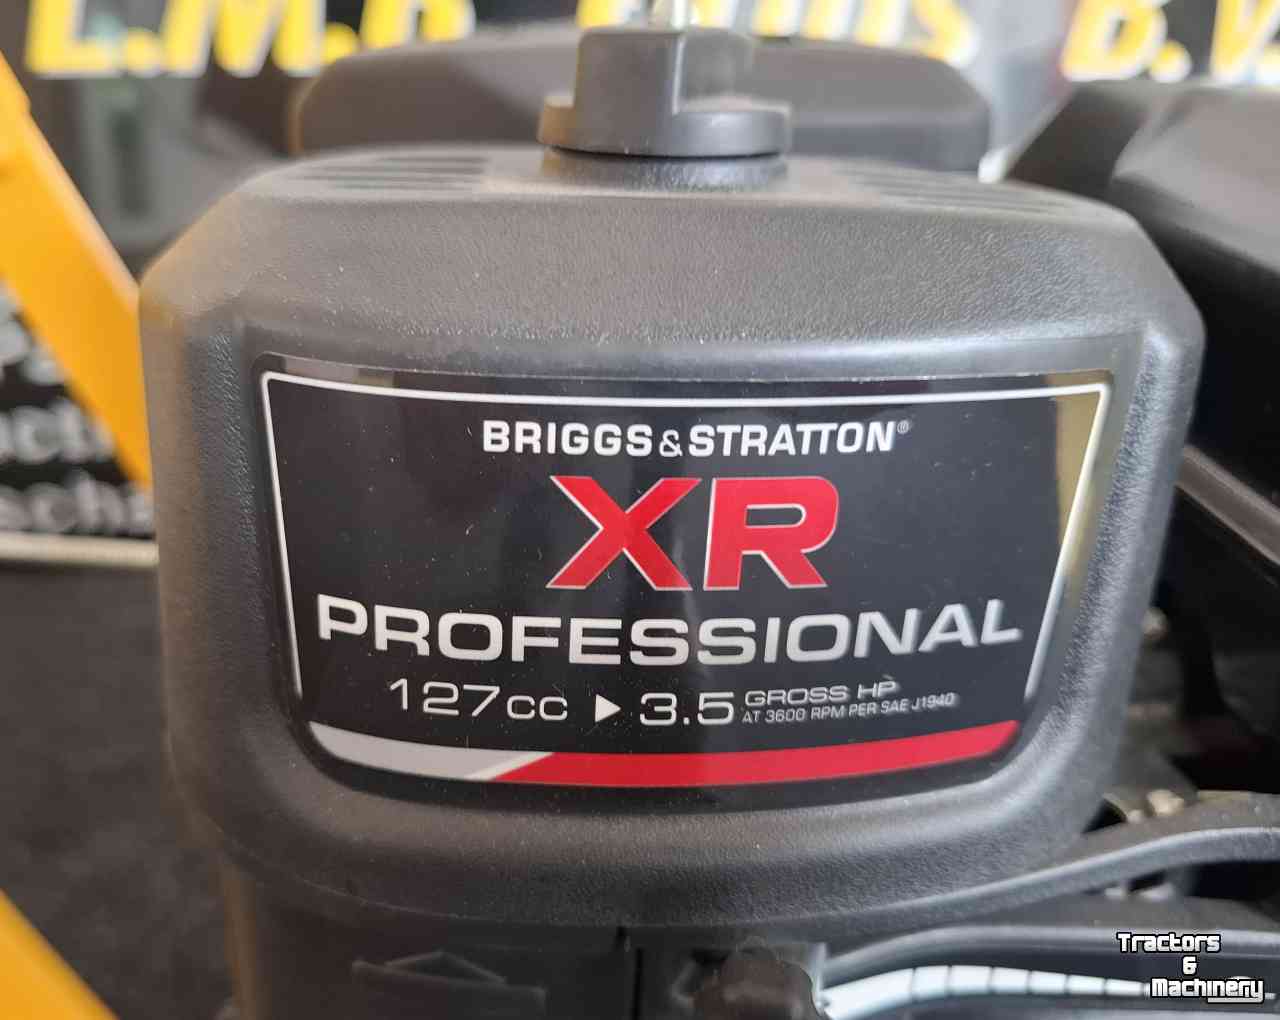 BRIGGS & STRATTON®
XR
PROFESSIONAL
127cc ▶ 3.5 GROSS HP
AT 3600 RPM PER SAE J1940
Tractors
&
Machinery